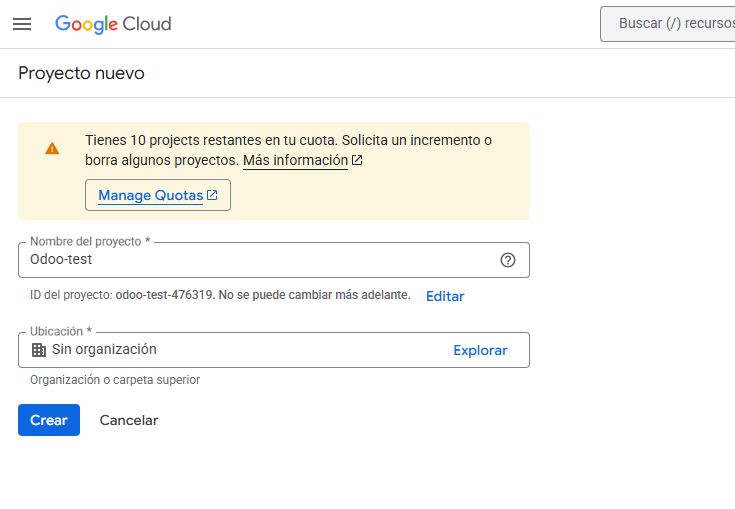 Google Cloud
Buscar (/) recursos
Proyecto nuevo
Tienes 10 projects restantes en tu cuota. Solicita un incremento o
borra algunos proyectos. Más información
Manage Quotas
Nombre del proyecto *
Odoo-test
ID del proyecto: odoo-test-476319. No se puede cambiar más adelante. Editar
Ubicación *
Sin organización Explorar
Organización o carpeta superior
Crear Cancelar